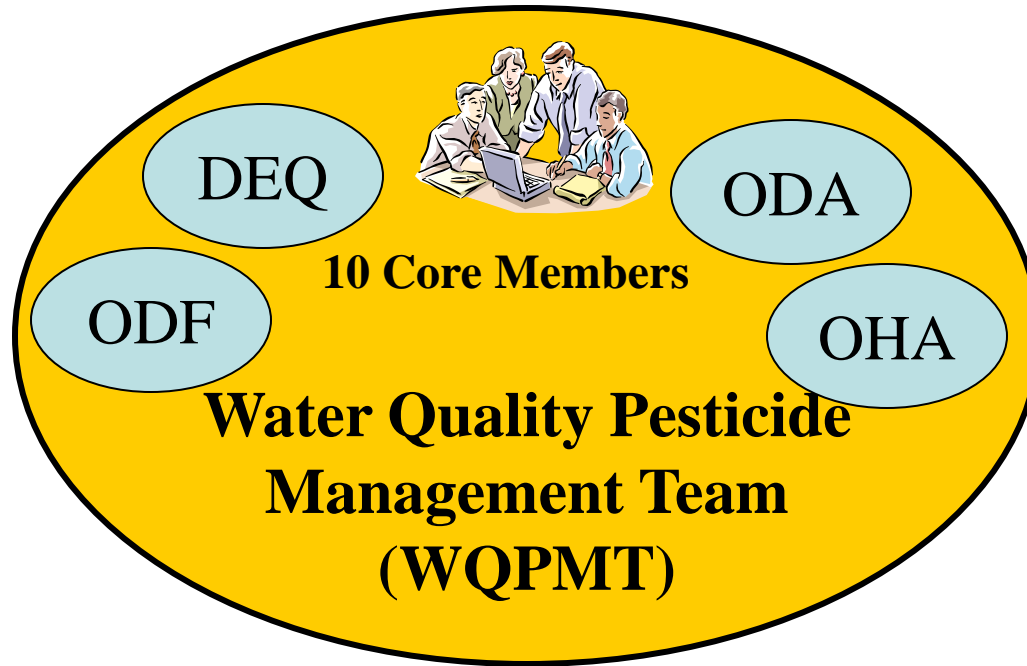 DEQ
ODA
10 Core Members
ODF
OHA
Water Quality Pesticide
Management Team
(WQPMT)